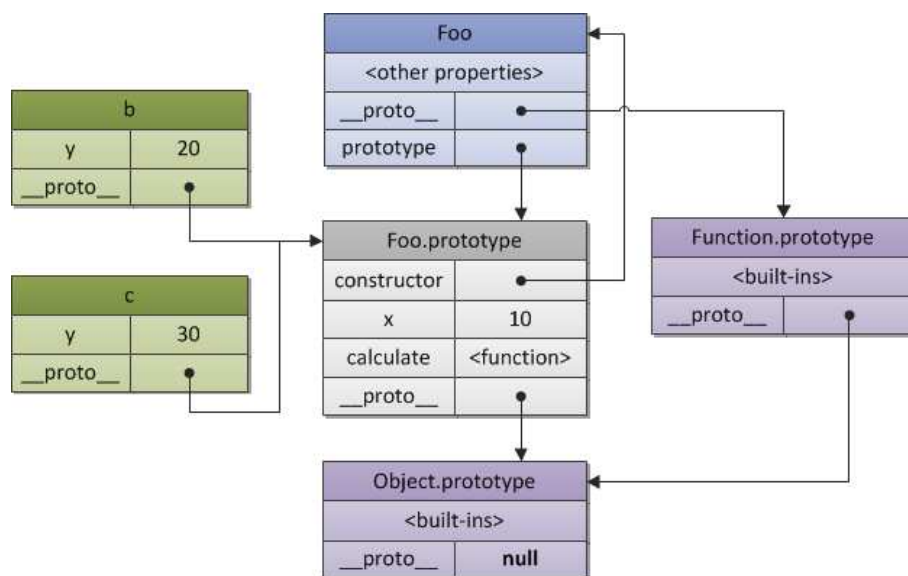 Foo
<other properties>
__proto__
prototype
b
y 20
__proto__
c
y 30
__proto__
Foo.prototype
constructor
x 10
calculate <function>
__proto__
Function.prototype
<built-ins>
__proto__
Object.prototype
<built-ins>
__proto__ null